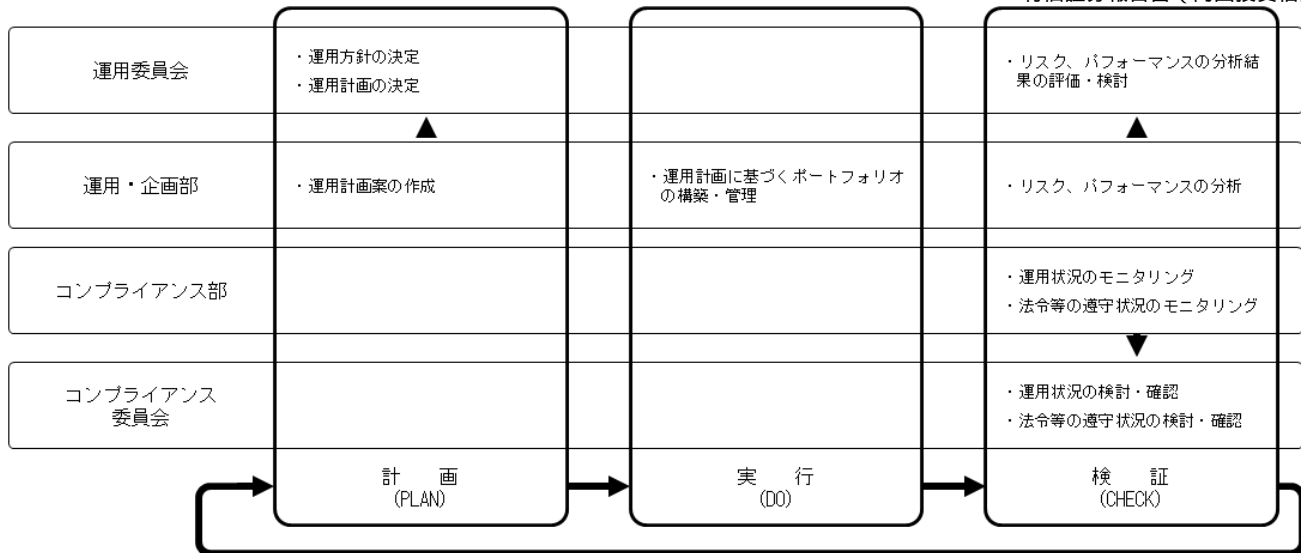 運用委員会
・運用方針の決定
・運用計画の決定
・リスク、パフォーマンスの分析結
果の評価・検討
運用・企画部
・運用計画案の作成
・運用計画に基づくポートフォリオ
の構築・管理
・リスク、パフォーマンスの分析
コンプライアンス部
・運用状況のモニタリング
・法令等の遵守状況のモニタリング
コンプライアンス
委員会
・運用状況の検討・確認
・法令等の遵守状況の検討・確認
計 画
(PLAN)
実 行
(DO)
検 証
(CHECK)